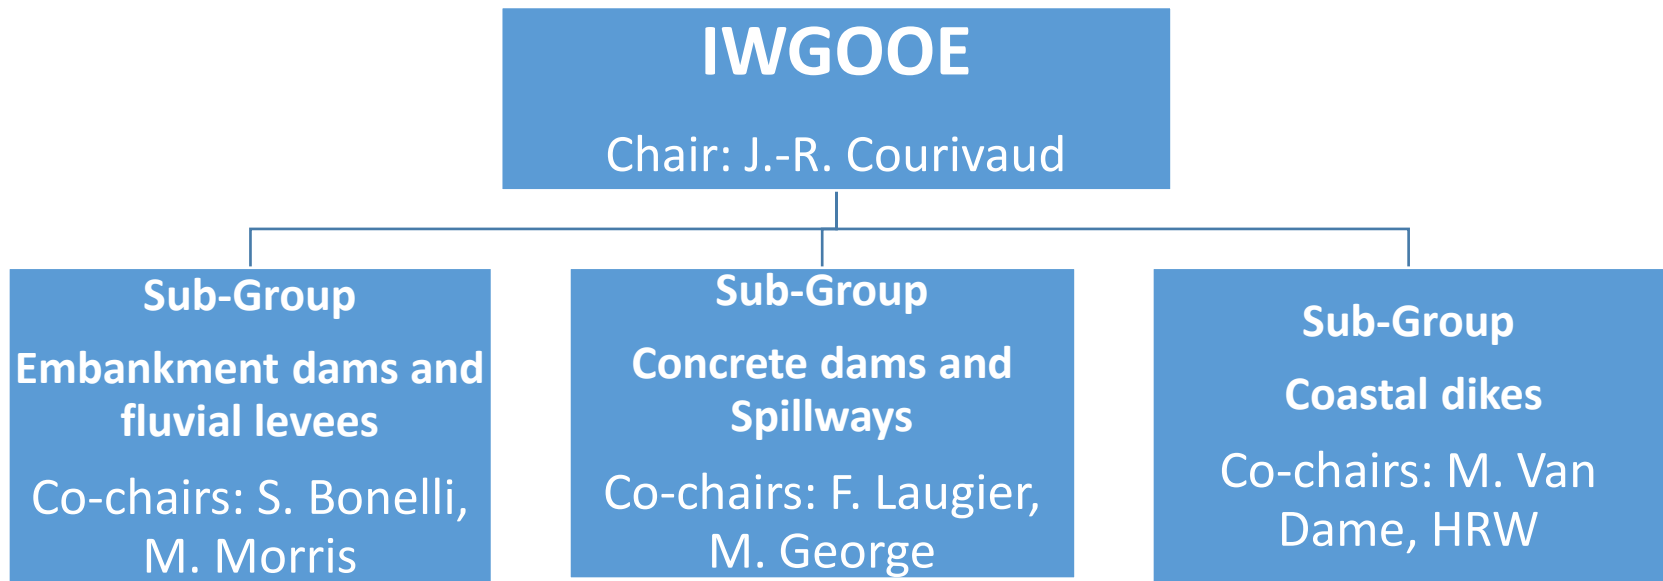 IWGOOE
Chair: J.-R. Courivaud
Sub-Group
Embankment dams and
fluvial levees
Co-chairs: S. Bonelli,
M. Morris
Sub-Group
Concrete dams and
Spillways
Co-chairs: F. Laugier,
M. George
Sub-Group
Coastal dikes
Co-chairs: M. Van
Dame, HRW